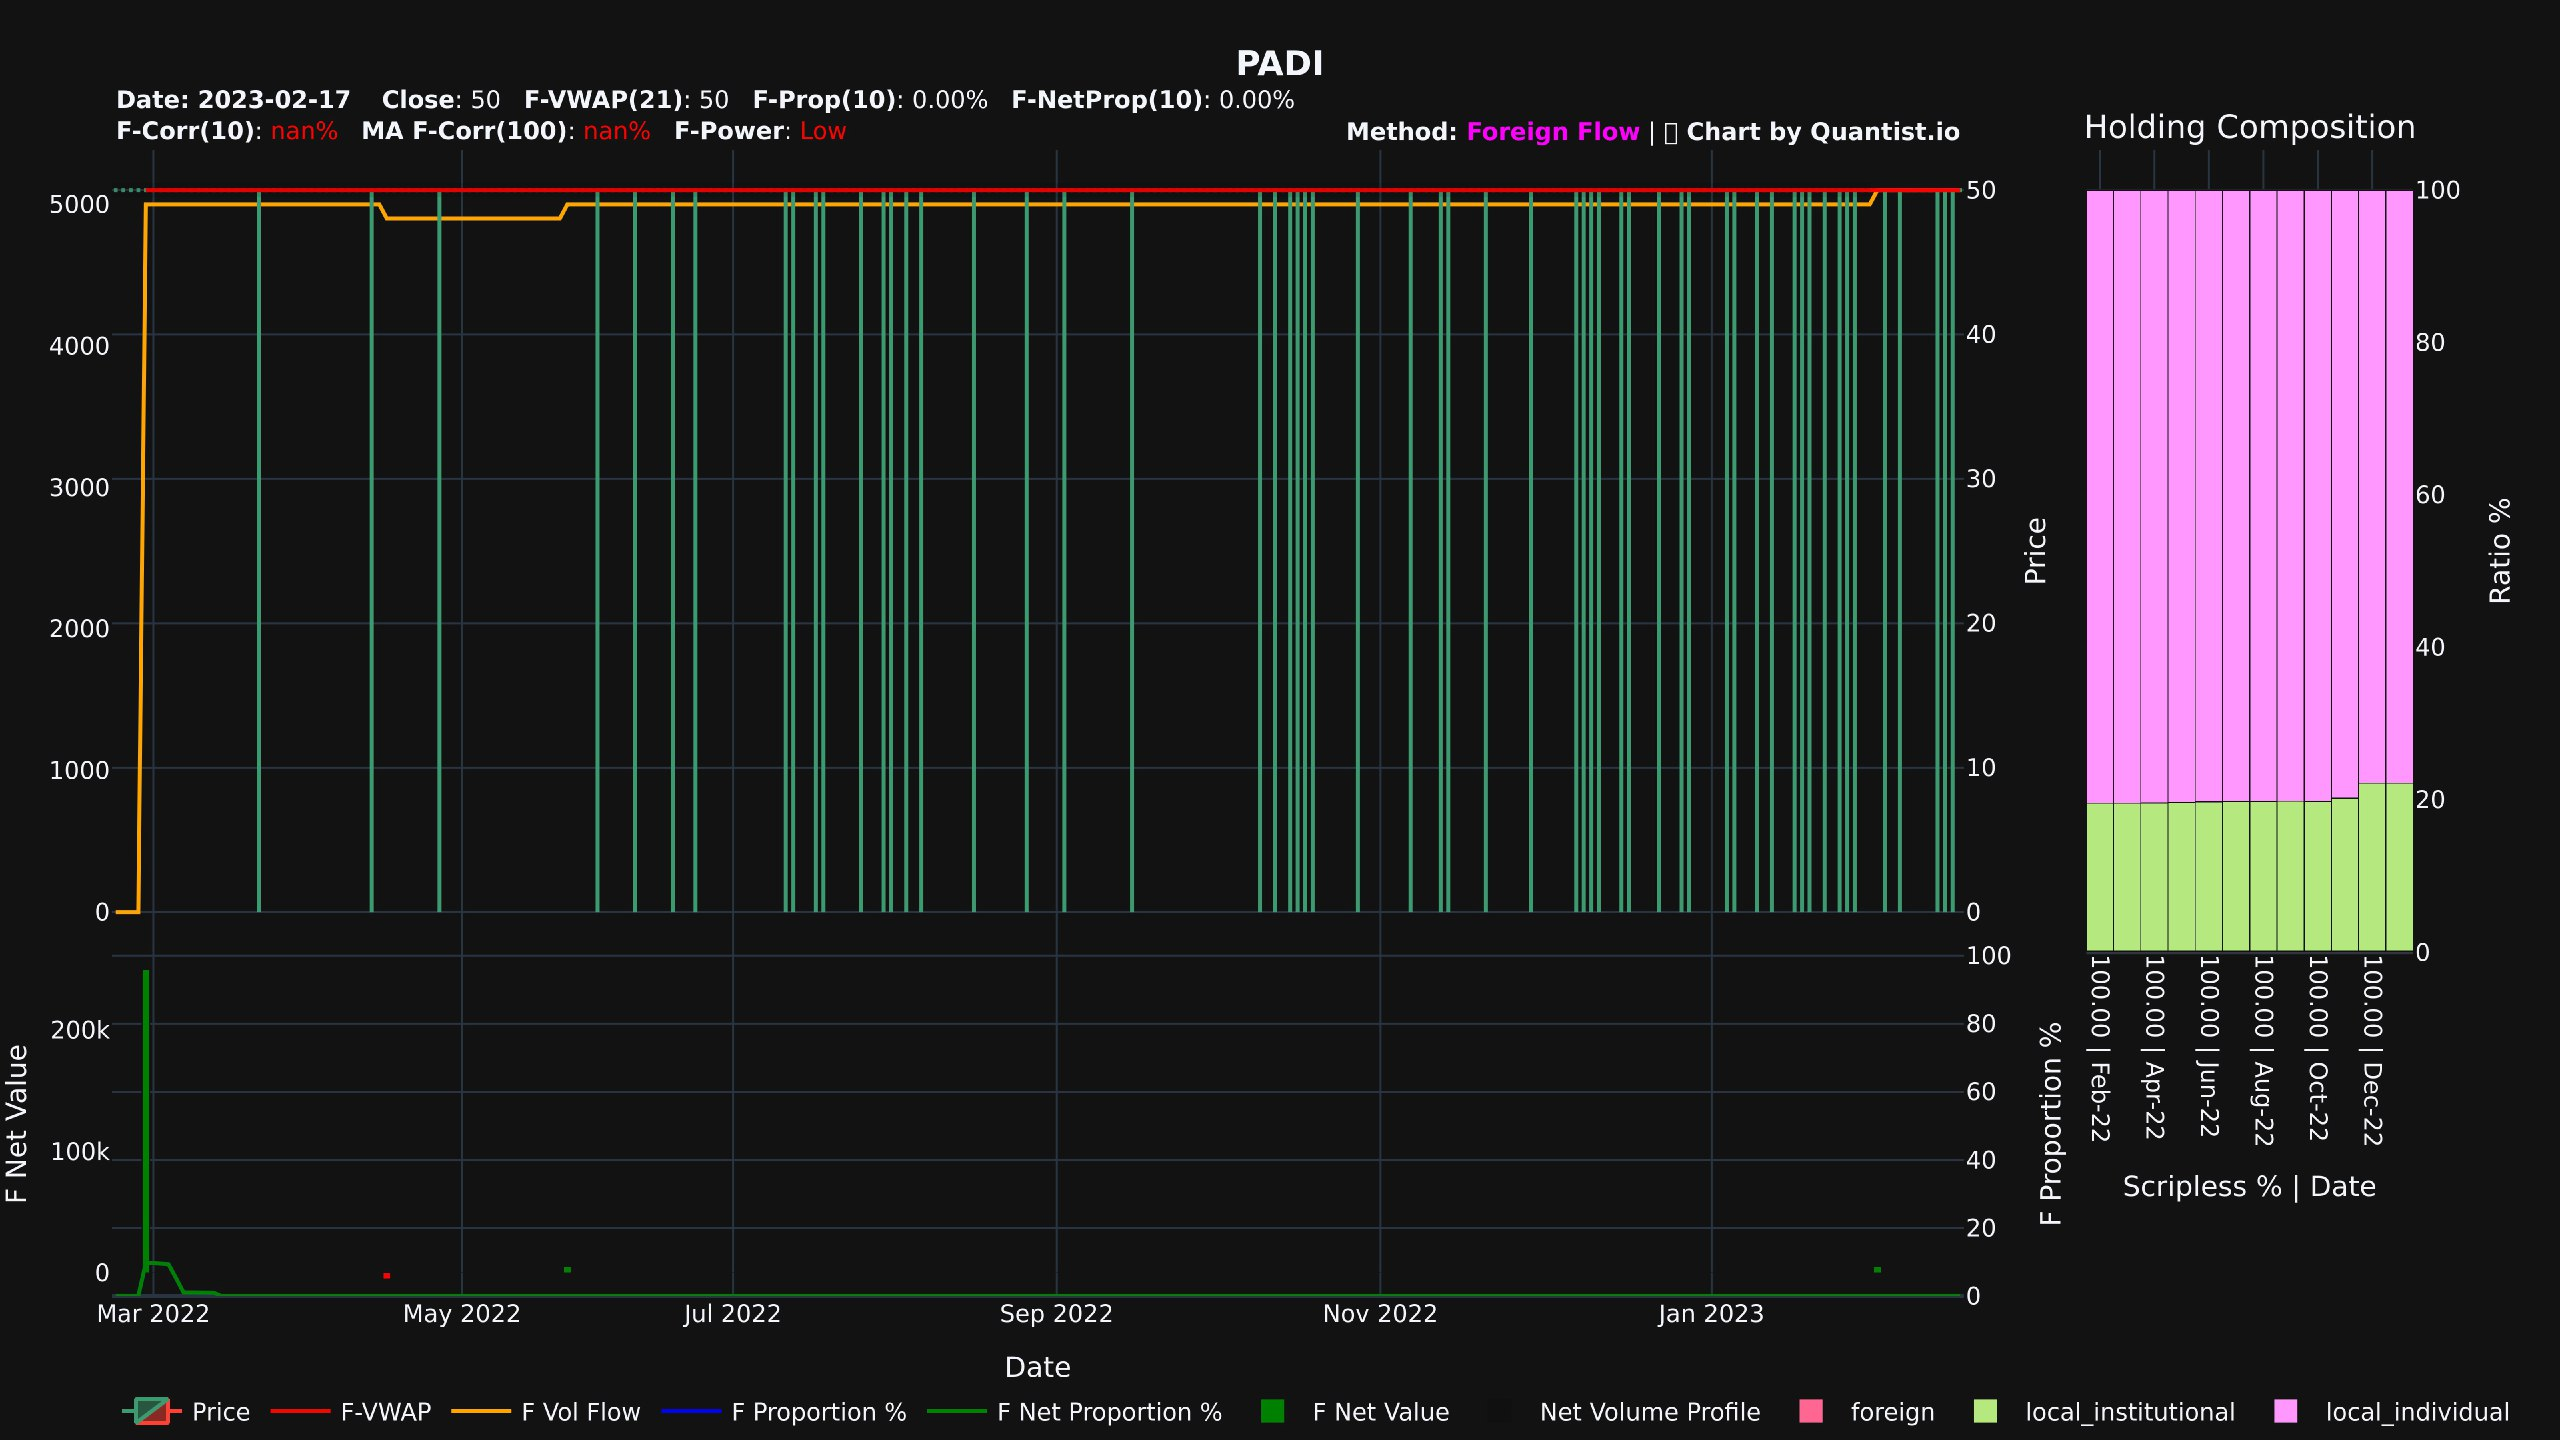 PADI
Date: 2023-02-17 Close: 50 F-VWAP(21): 50 F-Prop(10): 0.00% F-NetProp(10): 0.00%
F-Corr(10): nan% MA F-Corr(100): nan% F-Power: Low
Method: Foreign Flow | Chart by Quantist.io
Holding Composition
5000
4000
3000
2000
1000
0
50
40
30
20
10
0
Price
100
80
60
40
20
0
Ratio %
F Net Value
200k
100k
0
100
80
60
40
20
0
F Proportion %
Mar 2022
May 2022
Jul 2022
Sep 2022
Nov 2022
Jan 2023
Date
100.00 | Feb-22
100.00 | Apr-22
100.00 | Jun-22
100.00 | Aug-22
100.00 | Oct-22
100.00 | Dec-22
Scripless % | Date
Price F-VWAP F Vol Flow F Proportion % F Net Proportion % F Net Value Net Volume Profile foreign local_institutional local_individual